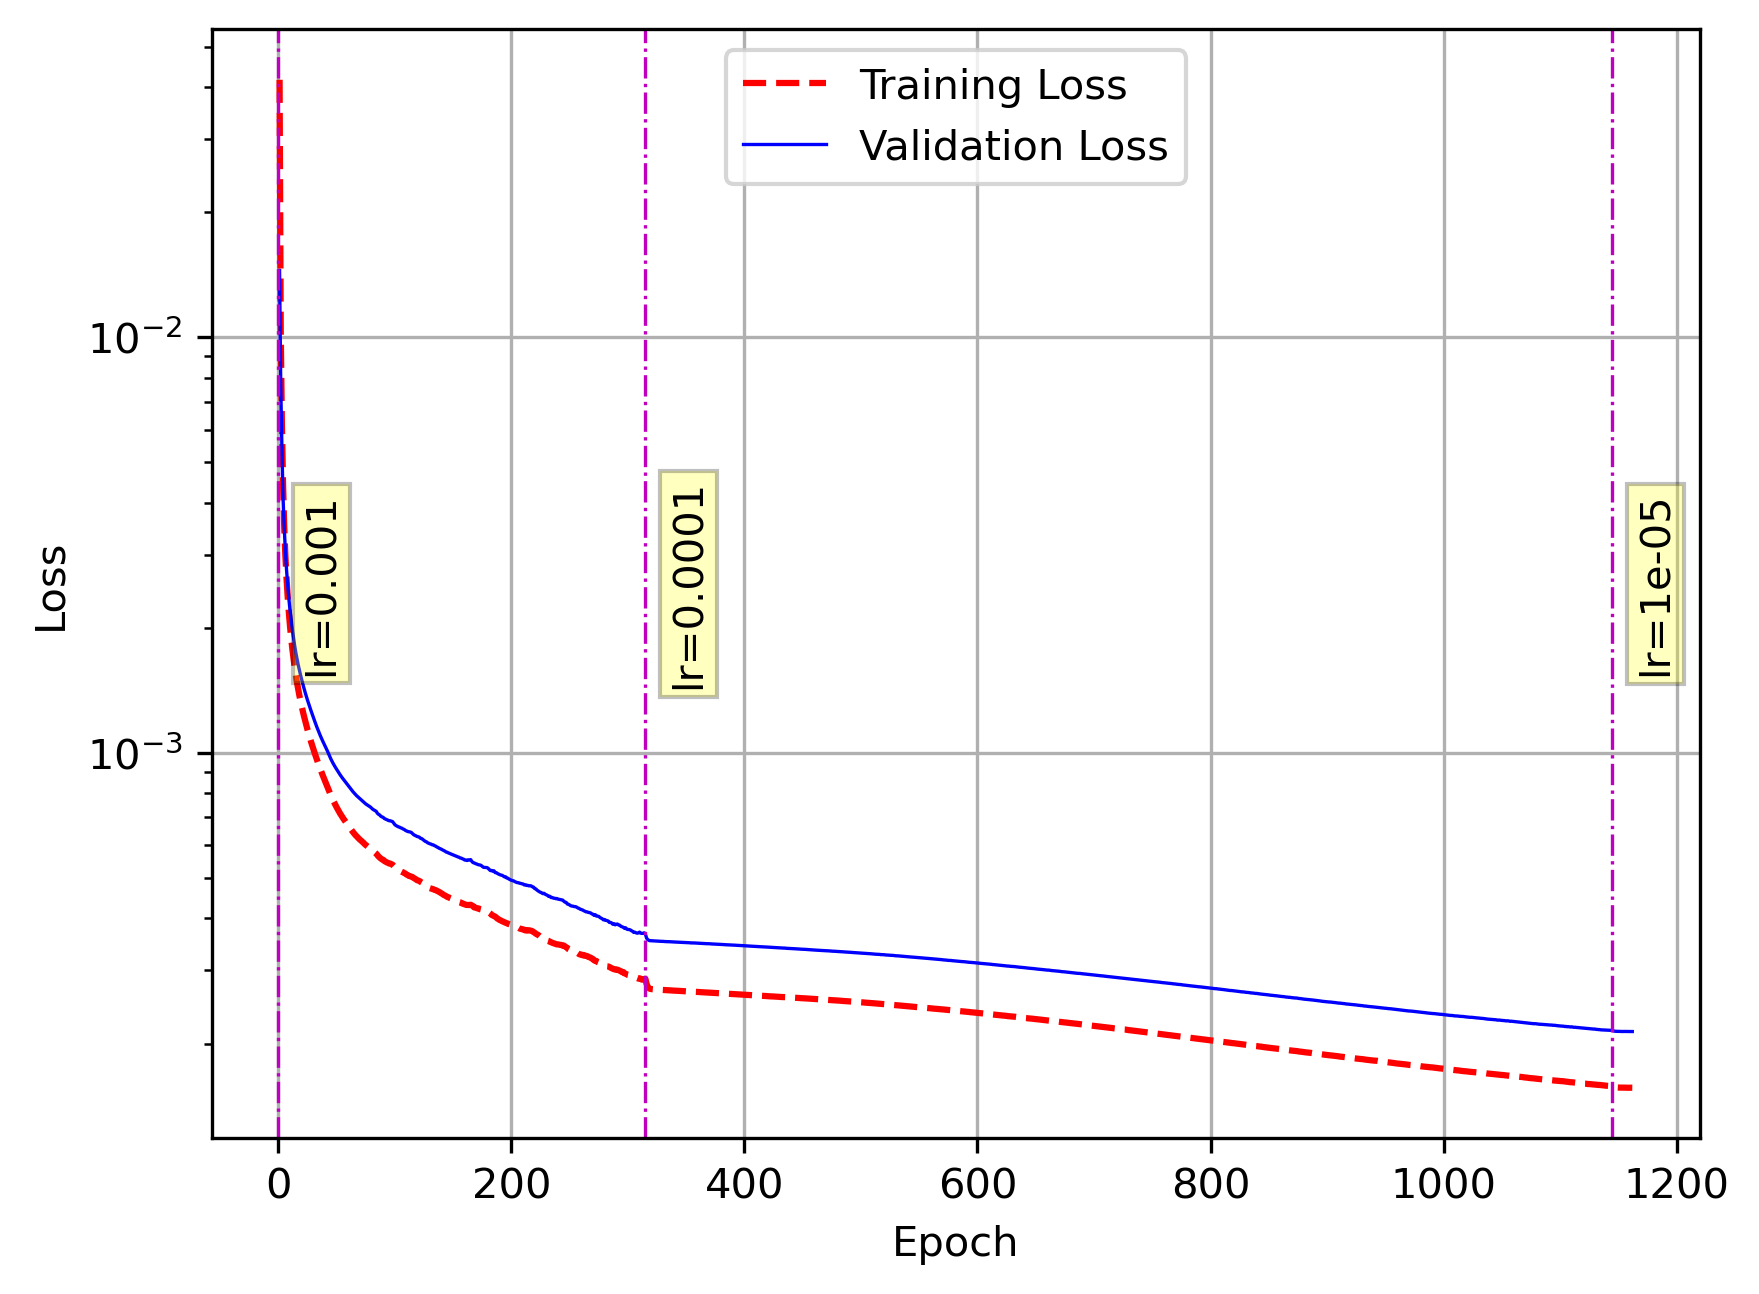 Training Loss
Validation Loss
10⁻²
10⁻³
Loss
lr=0.001
lr=0.0001
lr=1e-05
0 200 400 600 800 1000 1200
Epoch